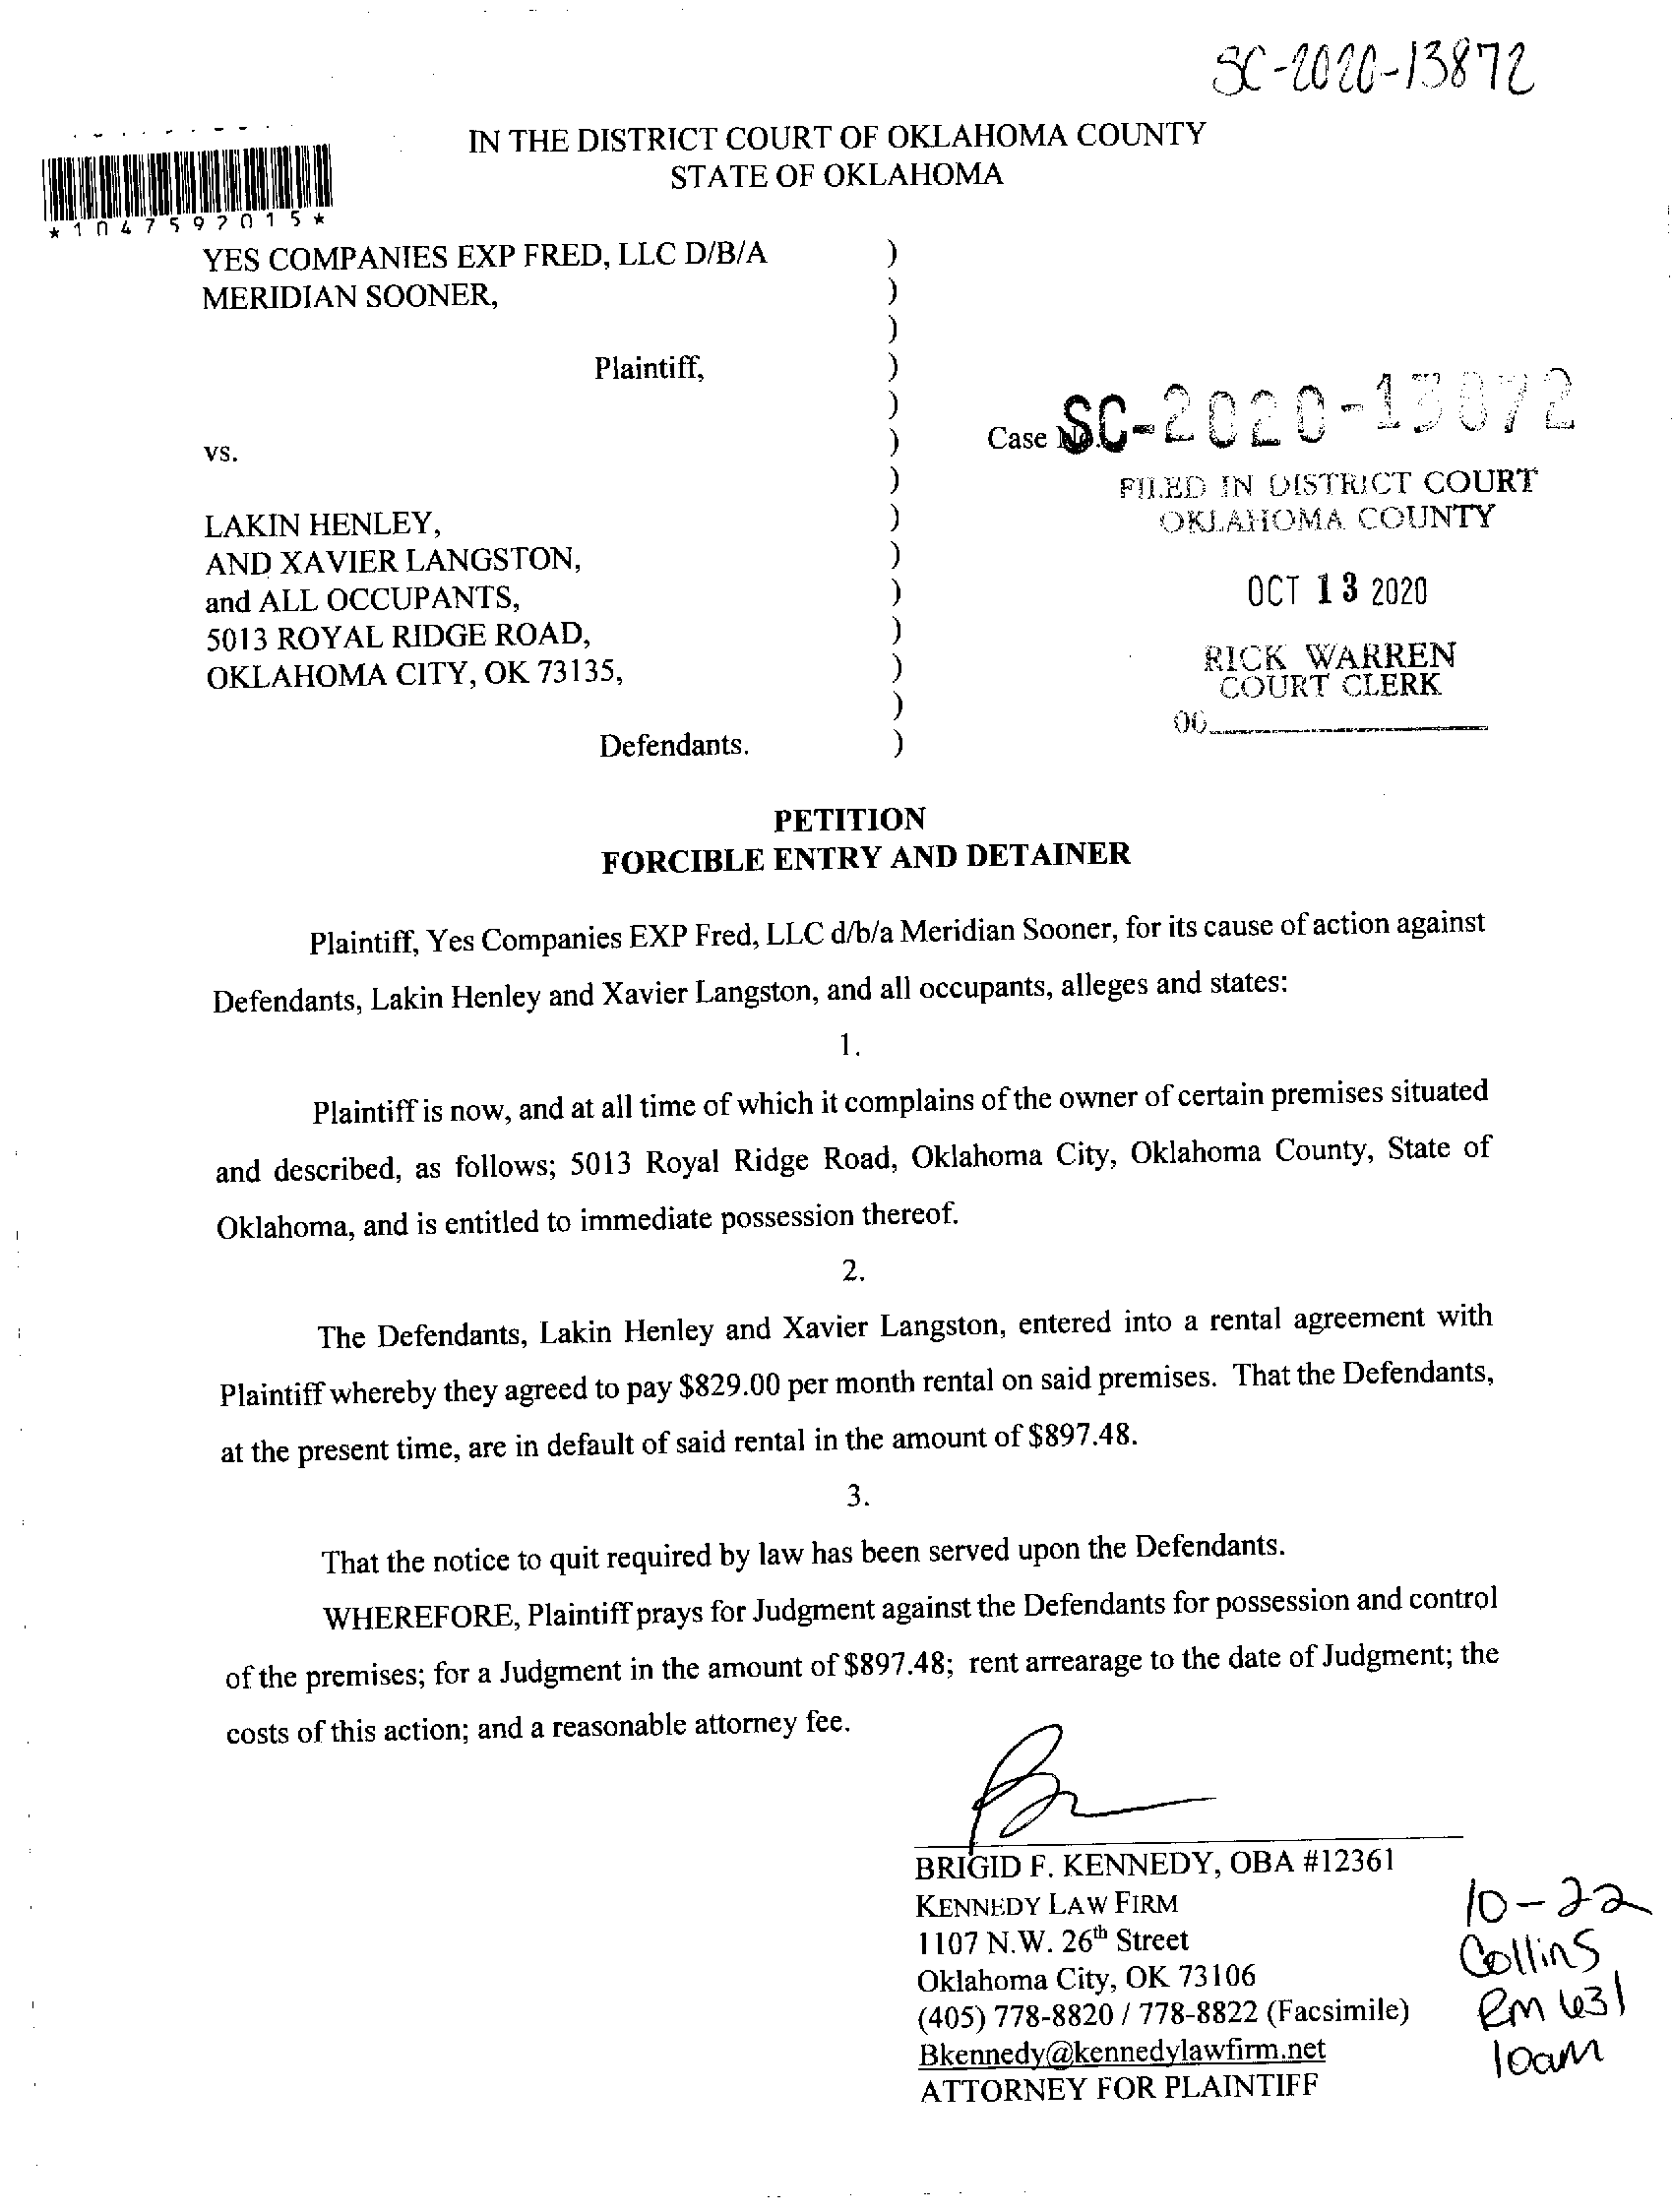 SC-2020-13872
IN THE DISTRICT COURT OF OKLAHOMA COUNTY
STATE OF OKLAHOMA
*1047592015*
YES COMPANIES EXP FRED, LLC D/B/A )
MERIDIAN SOONER, )
)
Plaintiff, )
)
vs. )
Case No. SC-2020-13872
)
FILED IN DISTRICT COURT
OKLAHOMA COUNTY
LAKIN HENLEY, )
AND XAVIER LANGSTON, )
and ALL OCCUPANTS, )
OCT 13 2020
5013 ROYAL RIDGE ROAD, )
OKLAHOMA CITY, OK 73135, )
RICK WARREN
COURT CLERK
)
Defendants. )
PETITION
FORCIBLE ENTRY AND DETAINER
Plaintiff, Yes Companies EXP Fred, LLC d/b/a Meridian Sooner, for its cause of action against
Defendants, Lakin Henley and Xavier Langston, and all occupants, alleges and states:
1.
Plaintiff is now, and at all time of which it complains of the owner of certain premises situated
and described, as follows; 5013 Royal Ridge Road, Oklahoma City, Oklahoma County, State of
Oklahoma, and is entitled to immediate possession thereof.
2.
The Defendants, Lakin Henley and Xavier Langston, entered into a rental agreement with
Plaintiff whereby they agreed to pay $829.00 per month rental on said premises. That the Defendants,
at the present time, are in default of said rental in the amount of $897.48.
3.
That the notice to quit required by law has been served upon the Defendants.
WHEREFORE, Plaintiff prays for Judgment against the Defendants for possession and control
of the premises; for a Judgment in the amount of $897.48; rent arrearage to the date of Judgment; the
costs of this action; and a reasonable attorney fee.
BRIGID F. KENNEDY, OBA #12361
KENNEDY LAW FIRM
1107 N.W. 26th Street
Oklahoma City, OK 73106
(405) 778-8820 / 778-8822 (Facsimile)
Bkennedy@kennedylawfirm.net
ATTORNEY FOR PLAINTIFF
10-22
Collins
Rm 631
10am